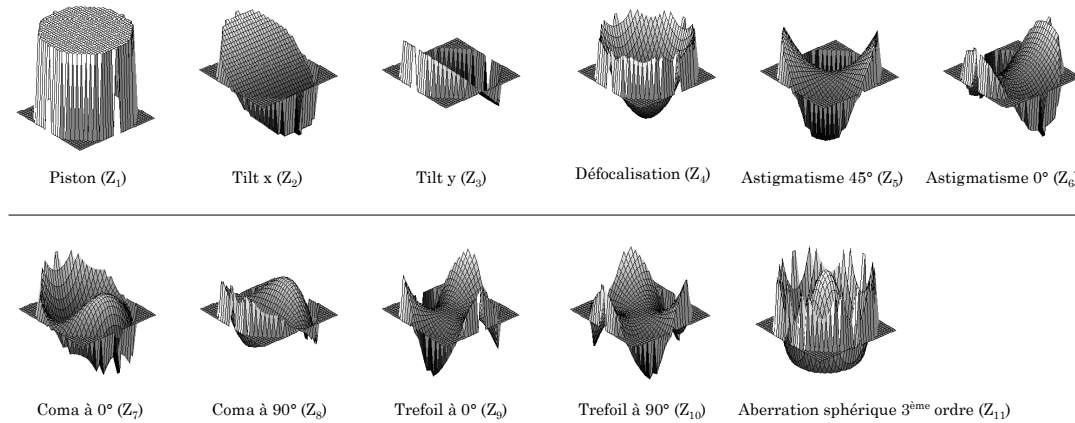 Piston (Z₁) Tilt x (Z₂) Tilt y (Z₃) Défocalisation (Z₄) Astigmatisme 45° (Z₅) Astigmatisme 0° (Z₆)
Coma à 0° (Z₇) Coma à 90° (Z₈) Trefoil à 0° (Z₉) Trefoil à 90° (Z₁₀) Aberration sphérique 3ème ordre (Z₁₁)